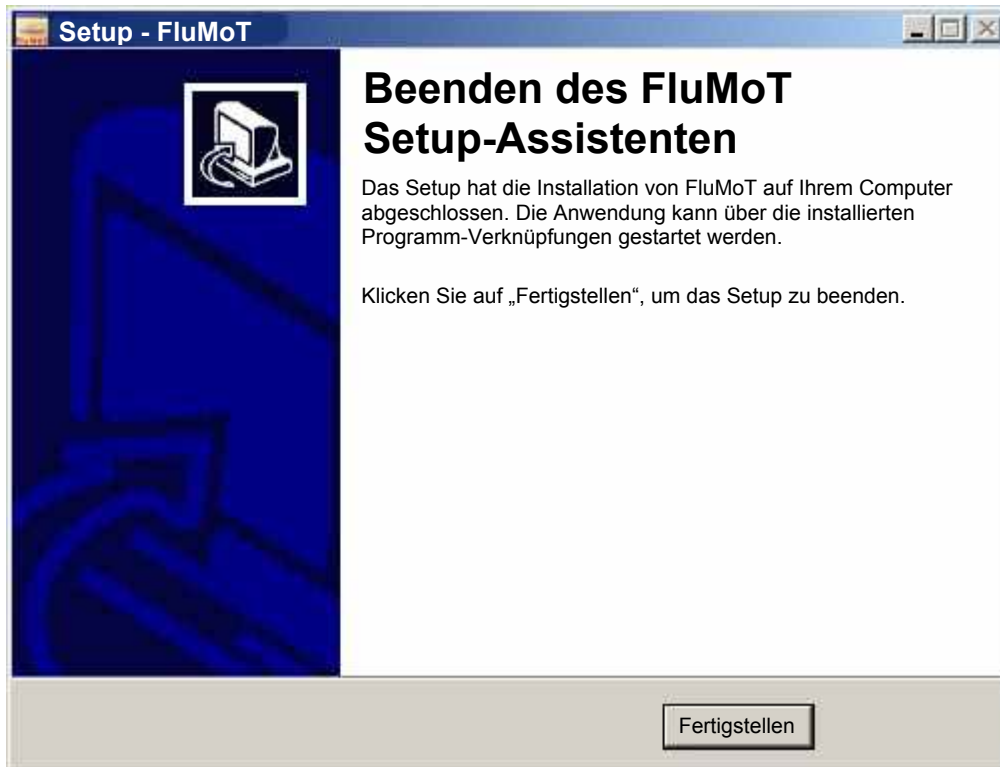 Setup - FluMoT
Beenden des FluMoT
Setup-Assistenten
Das Setup hat die Installation von FluMoT auf Ihrem Computer
abgeschlossen. Die Anwendung kann über die installierten
Programm-Verknüpfungen gestartet werden.
Klicken Sie auf „Fertigstellen“, um das Setup zu beenden.
Fertigstellen